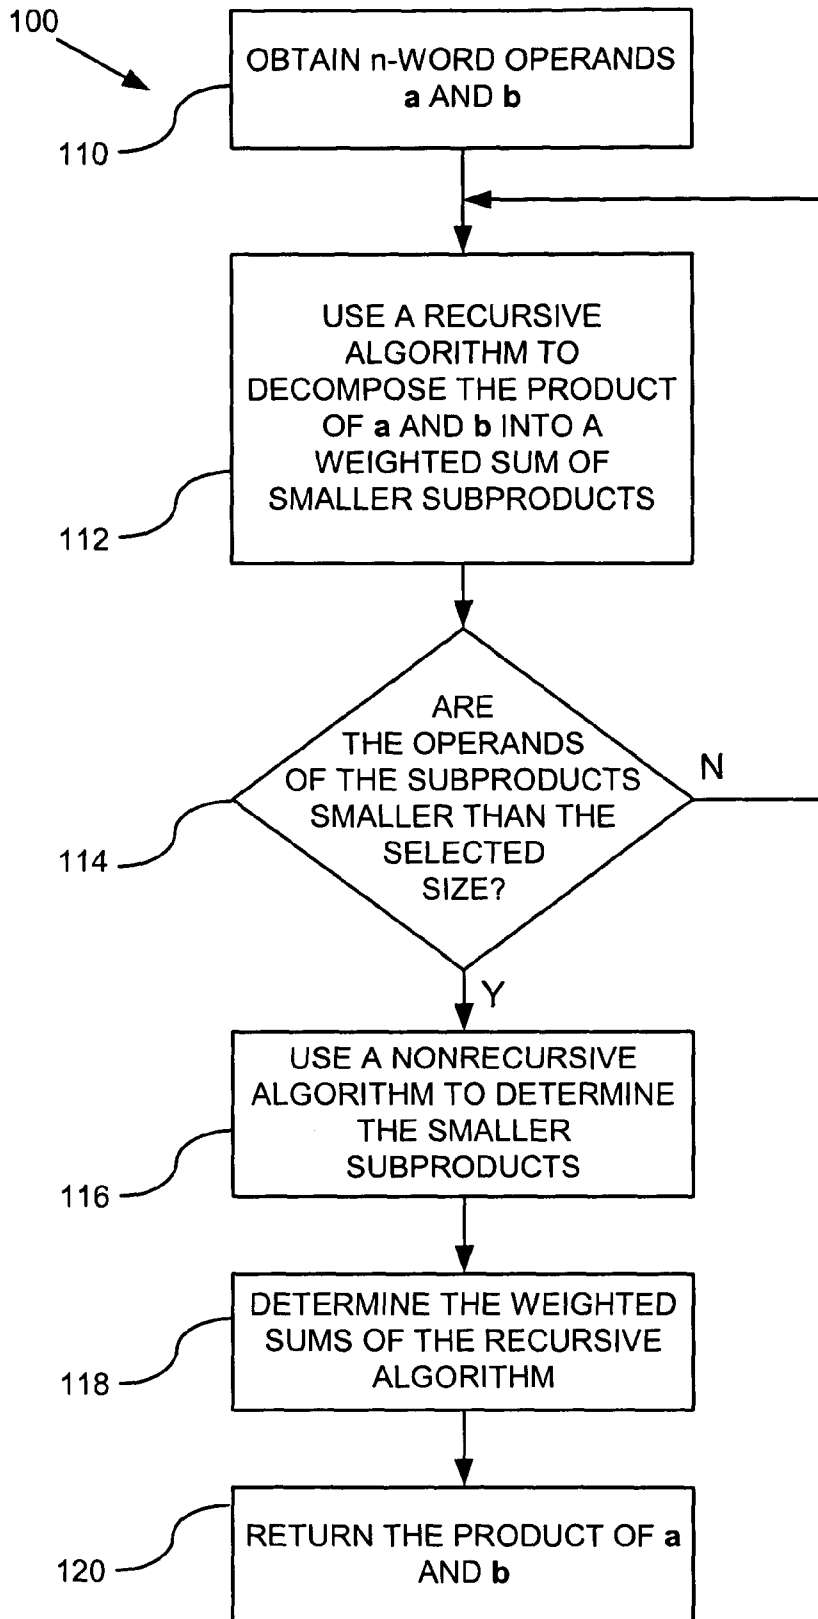 100
OBTAIN n-WORD OPERANDS
a AND b
110
USE A RECURSIVE
ALGORITHM TO
DECOMPOSE THE PRODUCT
OF a AND b INTO A
WEIGHTED SUM OF
SMALLER SUBPRODUCTS
112
ARE
THE OPERANDS
OF THE SUBPRODUCTS
SMALLER THAN THE
SELECTED
SIZE?
N
114
Y
USE A NONRECURSIVE
ALGORITHM TO DETERMINE
THE SMALLER
SUBPRODUCTS
116
DETERMINE THE WEIGHTED
SUMS OF THE RECURSIVE
ALGORITHM
118
RETURN THE PRODUCT OF a
AND b
120